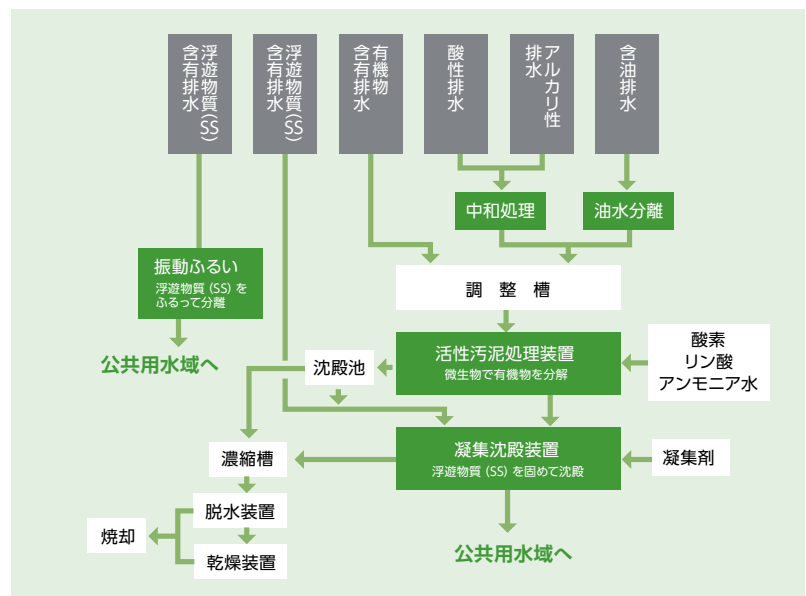 浮遊物質(SS)
含有排水
浮遊物質(SS)
含有排水
有機物
含有排水
酸性排水
アルカリ性
排水
含油排水
中和処理
油水分離
振動ふるい
浮遊物質 (SS) を
ふるって分離
調 整 槽
公共用水域へ
沈殿池
活性汚泥処理装置
微生物で有機物を分解
酸素
リン酸
アンモニア水
濃縮槽
凝集沈殿装置
浮遊物質 (SS) を固めて沈殿
凝集剤
脱水装置
焼却
乾燥装置
公共用水域へ